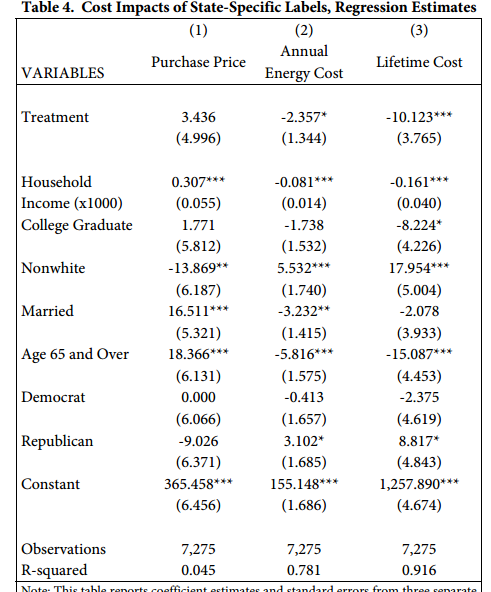 Table 4. Cost Impacts of State-Specific Labels, Regression Estimates
(1) (2) (3)
VARIABLES Purchase Price Annual Energy Cost Lifetime Cost
Treatment 3.436 -2.357* -10.123***
(4.996) (1.344) (3.765)
Household 0.307*** -0.081*** -0.161***
Income (x1000) (0.055) (0.014) (0.040)
College Graduate 1.771 -1.738 -8.224*
(5.812) (1.532) (4.226)
Nonwhite -13.869** 5.532*** 17.954***
(6.187) (1.740) (5.004)
Married 16.511*** -3.232** -2.078
(5.321) (1.415) (3.933)
Age 65 and Over 18.366*** -5.816*** -15.087***
(6.131) (1.575) (4.453)
Democrat 0.000 -0.413 -2.375
(6.066) (1.657) (4.619)
Republican -9.026 3.102* 8.817*
(6.371) (1.685) (4.843)
Constant 365.458*** 155.148*** 1,257.890***
(6.456) (1.686) (4.674)
Observations 7,275 7,275 7,275
R-squared 0.045 0.781 0.916
Note: This table reports coefficient estimates and standard errors from three separate